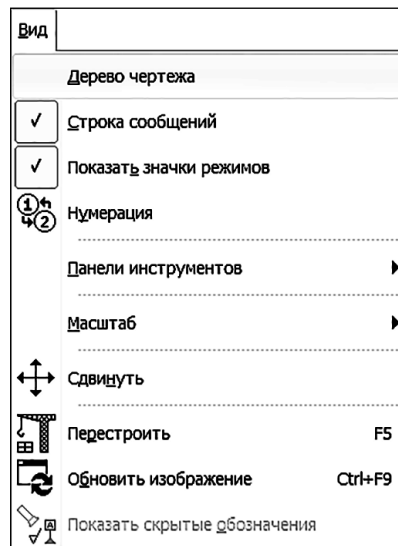 Вид
Дерево чертежа
Строка сообщений
Показать значки режимов
Нумерация
Панели инструментов
Масштаб
Сдвинуть
Перестроить F5
Обновить изображение Ctrl+F9
Показать скрытые обозначения